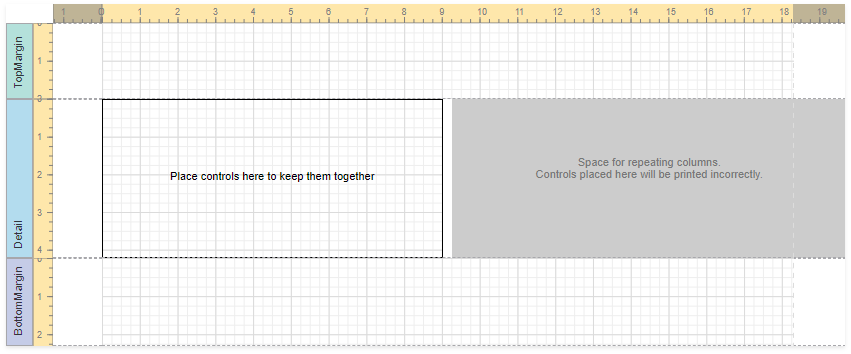 1 0 1 2 3 4 5 6 7 8 9 10 11 12 13 14 15 16 17 18 19
TopMargin
0
1
Detail
0
1
2
3
4
Place controls here to keep them together
Space for repeating columns.
Controls placed here will be printed incorrectly.
BottomMargin
0
1
2